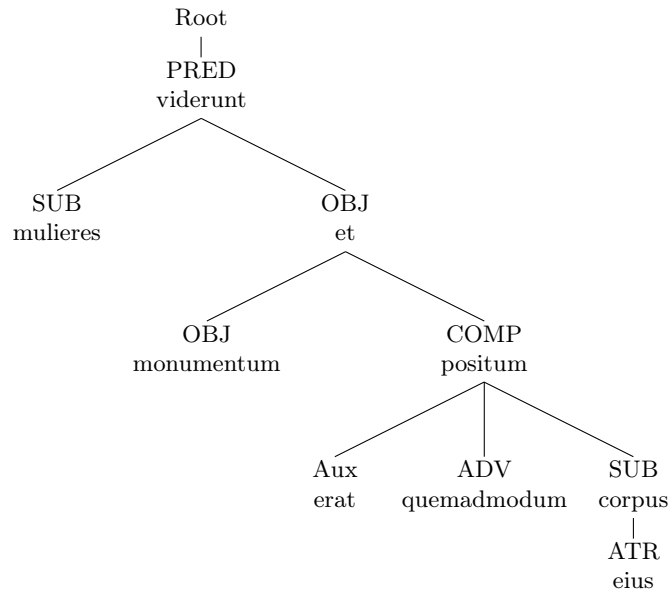 Root
PRED
viderunt
SUB OBJ
mulieres et
OBJ COMP
monumentum positum
Aux ADV SUB
erat quemadmodum corpus
ATR
eius